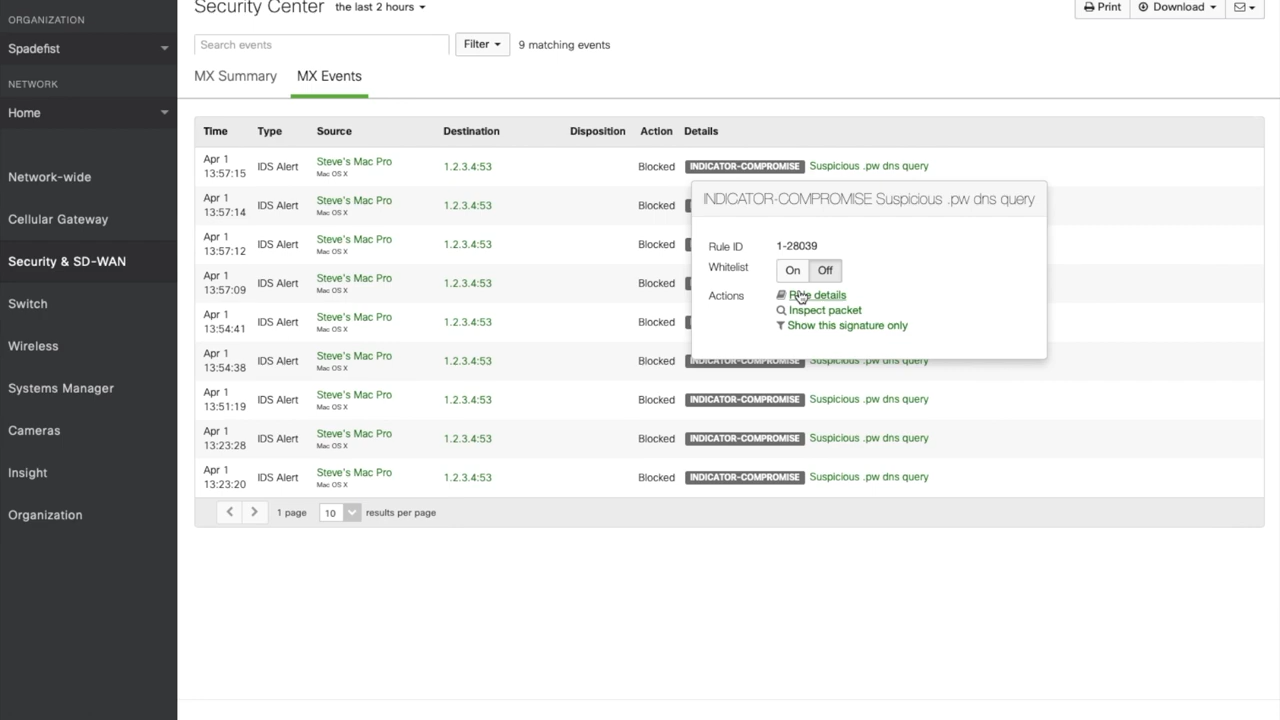 ORGANIZATION
Spadefist
NETWORK
Home
Network-wide
Cellular Gateway
Security & SD-WAN
Switch
Wireless
Systems Manager
Cameras
Insight
Organization
Security Center the last 2 hours
Print Download
Search events Filter 9 matching events
MX Summary MX Events
Time Type Source Destination Disposition Action Details
Apr 1
13:57:15 IDS Alert Steve's Mac Pro
Mac OS X 1.2.3.4:53 Blocked INDICATOR-COMPROMISE Suspicious .pw dns query
Apr 1
13:57:14 IDS Alert Steve's Mac Pro
Mac OS X 1.2.3.4:53 Blocked
Apr 1
13:57:12 IDS Alert Steve's Mac Pro
Mac OS X 1.2.3.4:53 Blocked
Apr 1
13:57:09 IDS Alert Steve's Mac Pro
Mac OS X 1.2.3.4:53 Blocked
Apr 1
13:54:41 IDS Alert Steve's Mac Pro
Mac OS X 1.2.3.4:53 Blocked
Apr 1
13:54:38 IDS Alert Steve's Mac Pro
Mac OS X 1.2.3.4:53 Blocked INDICATOR-COMPROMISE Suspicious .pw dns query
Apr 1
13:51:19 IDS Alert Steve's Mac Pro
Mac OS X 1.2.3.4:53 Blocked INDICATOR-COMPROMISE Suspicious .pw dns query
Apr 1
13:23:28 IDS Alert Steve's Mac Pro
Mac OS X 1.2.3.4:53 Blocked INDICATOR-COMPROMISE Suspicious .pw dns query
Apr 1
13:23:20 IDS Alert Steve's Mac Pro
Mac OS X 1.2.3.4:53 Blocked INDICATOR-COMPROMISE Suspicious .pw dns query
1 page 10 results per page
INDICATOR-COMPROMISE Suspicious .pw dns query
Rule ID 1-28039
Whitelist On Off
Actions Rule details
Inspect packet
Show this signature only